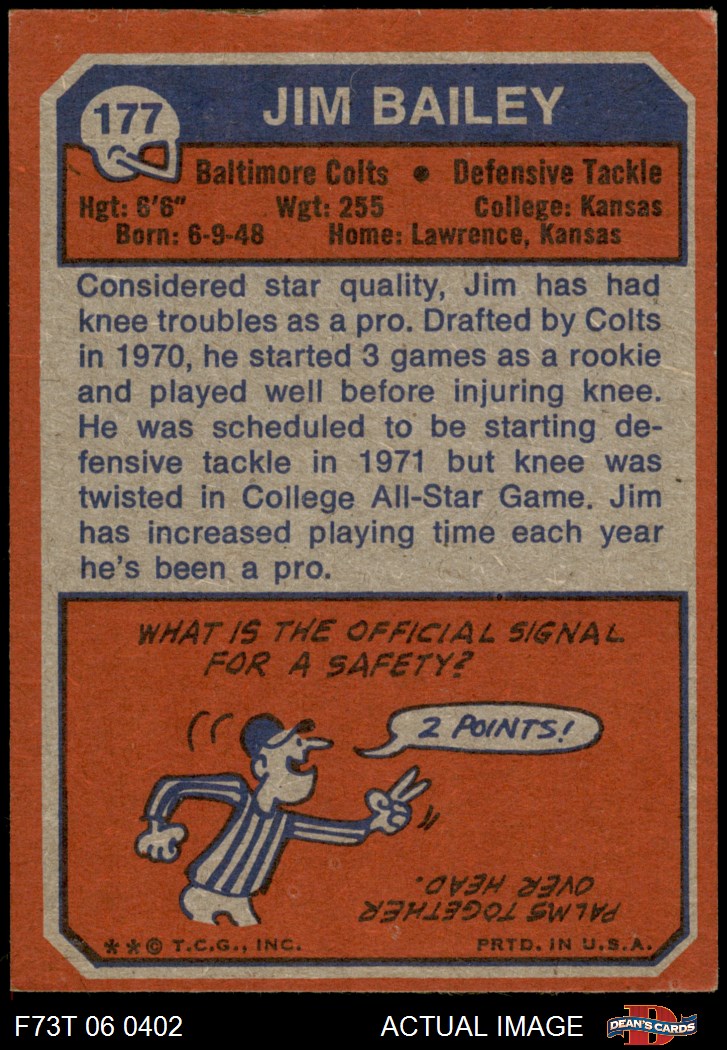 177
JIM BAILEY
Baltimore Colts • Defensive Tackle
Hgt: 6'6" Wgt: 255 College: Kansas
Born: 6-9-48 Home: Lawrence, Kansas
Considered star quality, Jim has had
knee troubles as a pro. Drafted by Colts
in 1970, he started 3 games as a rookie
and played well before injuring knee.
He was scheduled to be starting de-
fensive tackle in 1971 but knee was
twisted in College All-Star Game. Jim
has increased playing time each year
he's been a pro.
WHAT IS THE OFFICIAL SIGNAL
FOR A SAFETY?
2 POINTS!
PALMS TOGETHER
OVER HEAD.
**© T.C.G., INC. PRTD. IN U.S.A.
F73T 06 0402 ACTUAL IMAGE
D
DEAN'S CARDS